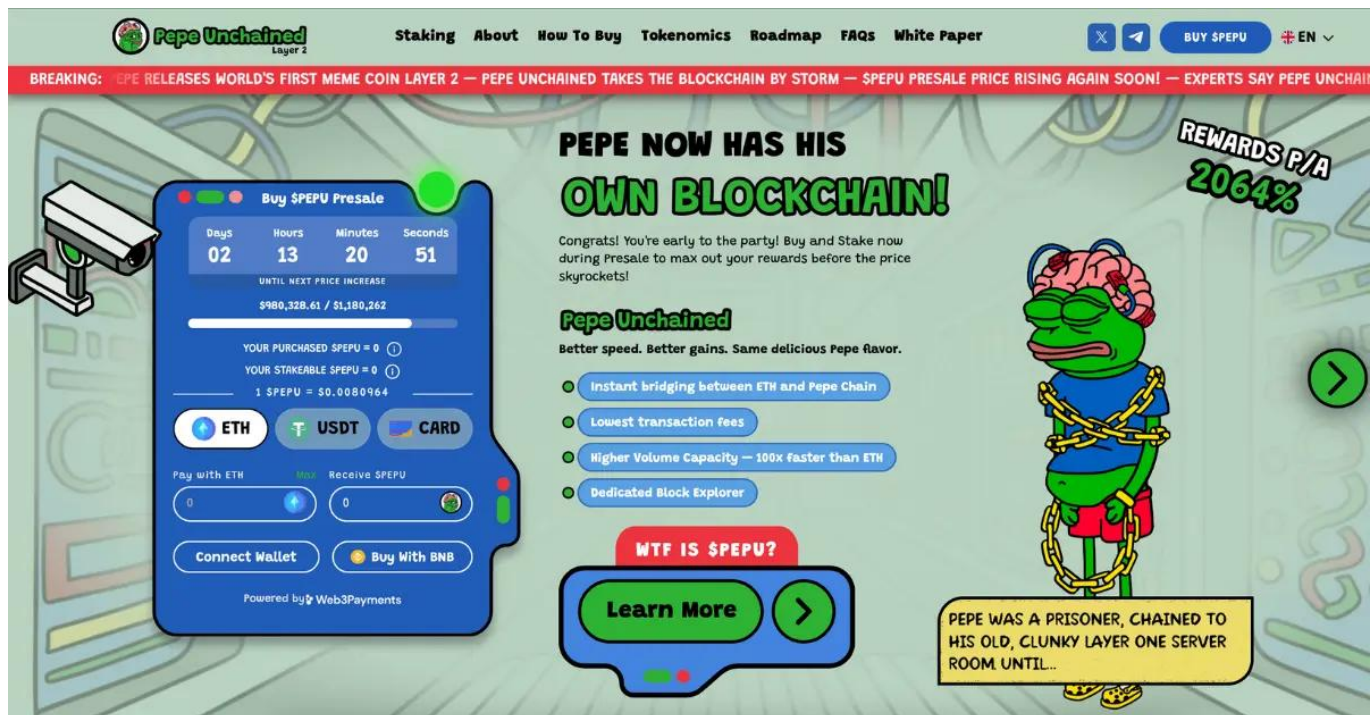 Pepe Unchained
Layer 2
Staking About How To Buy Tokenomics Roadmap FAQs White Paper
BUY $PEPU
EN
BREAKING: PEPE RELEASES WORLD'S FIRST MEME COIN LAYER 2 — PEPE UNCHAINED TAKES THE BLOCKCHAIN BY STORM — $PEPU PRESALE PRICE RISING AGAIN SOON! — EXPERTS SAY PEPE
Buy $PEPU Presale
Days Hours Minutes Seconds
02 13 20 51
UNTIL NEXT PRICE INCREASE
$980,328.61 / $1,180,262
YOUR PURCHASED $PEPU = 0
YOUR STAKEABLE $PEPU = 0
1 $PEPU = $0.0080964
ETH USDT CARD
Pay with ETH Max Receive $PEPU
0 0
Connect Wallet Buy With BNB
Powered by Web3Payments
PEPE NOW HAS HIS
OWN BLOCKCHAIN!
Congrats! You're early to the party! Buy and Stake now
during Presale to max out your rewards before the price
skyrockets!
Pepe Unchained
Better speed. Better gains. Same delicious Pepe flavor.
Instant bridging between ETH and Pepe Chain
Lowest transaction fees
Higher Volume Capacity — 100x faster than ETH
Dedicated Block Explorer
WTF IS $PEPU?
Learn More
REWARDS P/A
2064%
PEPE WAS A PRISONER, CHAINED TO
HIS OLD, CLUNKY LAYER ONE SERVER
ROOM UNTIL...